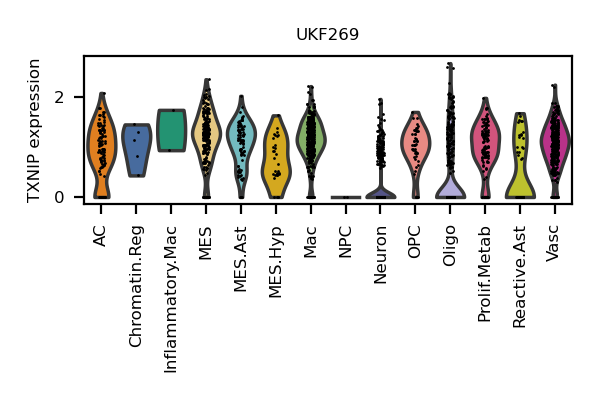 UKF269
TXNIP expression
2
0
AC
Chromatin.Reg
Inflammatory.Mac
MES
MES.Ast
MES.Hyp
Mac
NPC
Neuron
OPC
Oligo
Prolif.Metab
Reactive.Ast
Vasc